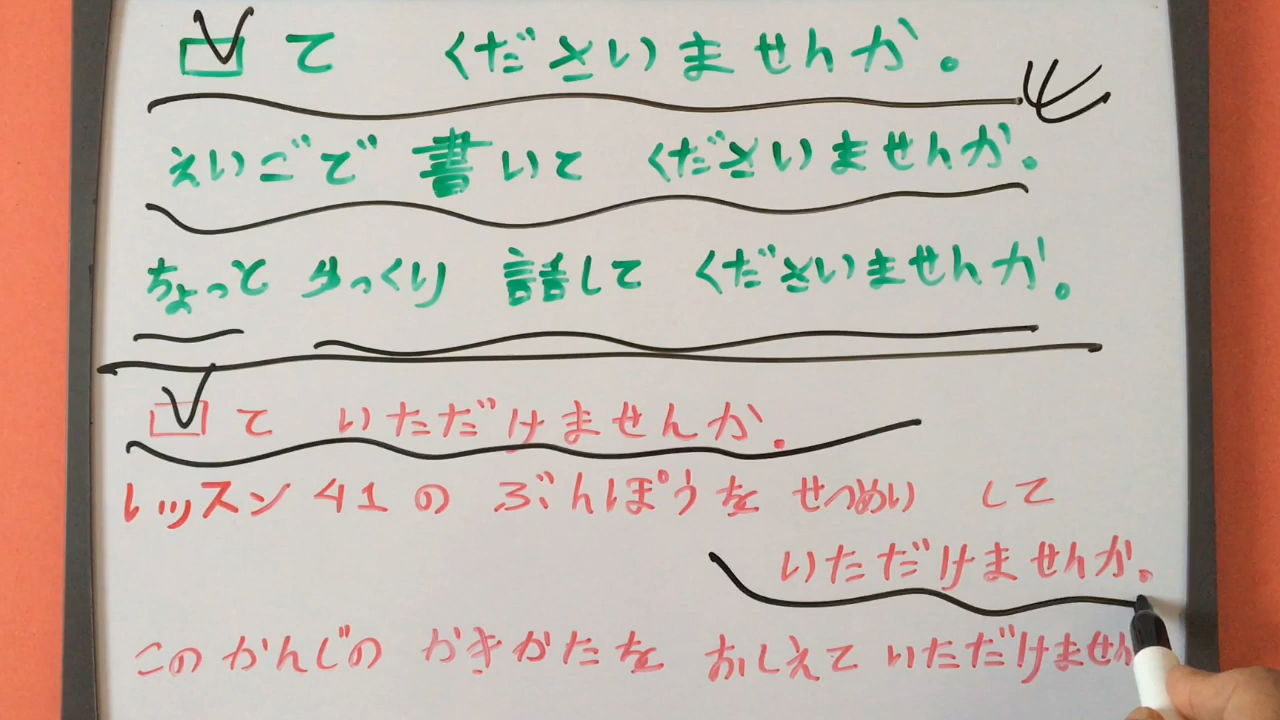 Vて くださいませんか。
えいごで 書いて くださいませんか。
ちょっと ゆっくり 話して くださいませんか。
Vて いただけませんか。
レッスン 41 の ぶんぽうを せつめい して
いただけませんか。
このかんじの かきかたを おしえて いただけません